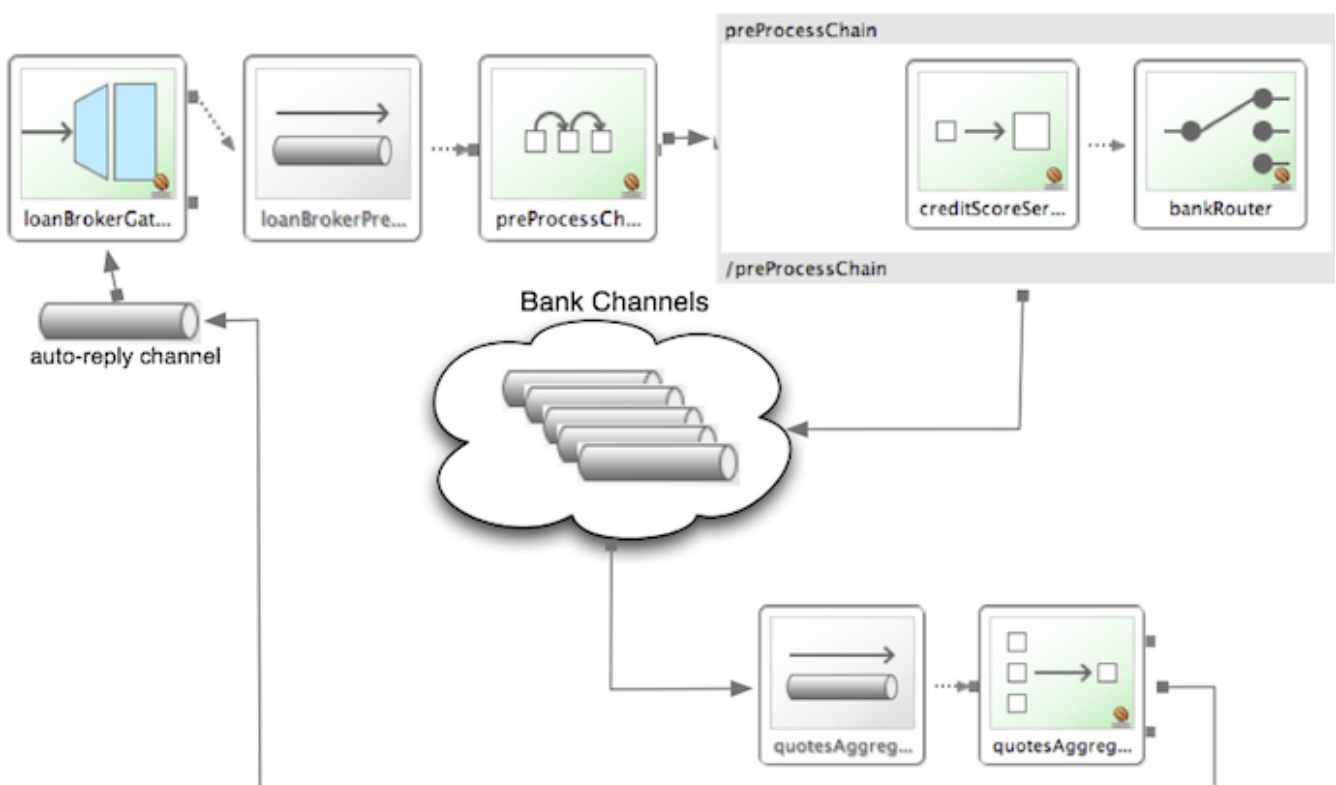 preProcessChain
loanBrokerGat...
loanBrokerPre...
preProcessCh...
creditScoreSer...
bankRouter
/preProcessChain
Bank Channels
auto-reply channel
quotesAggreg...
quotesAggreg...